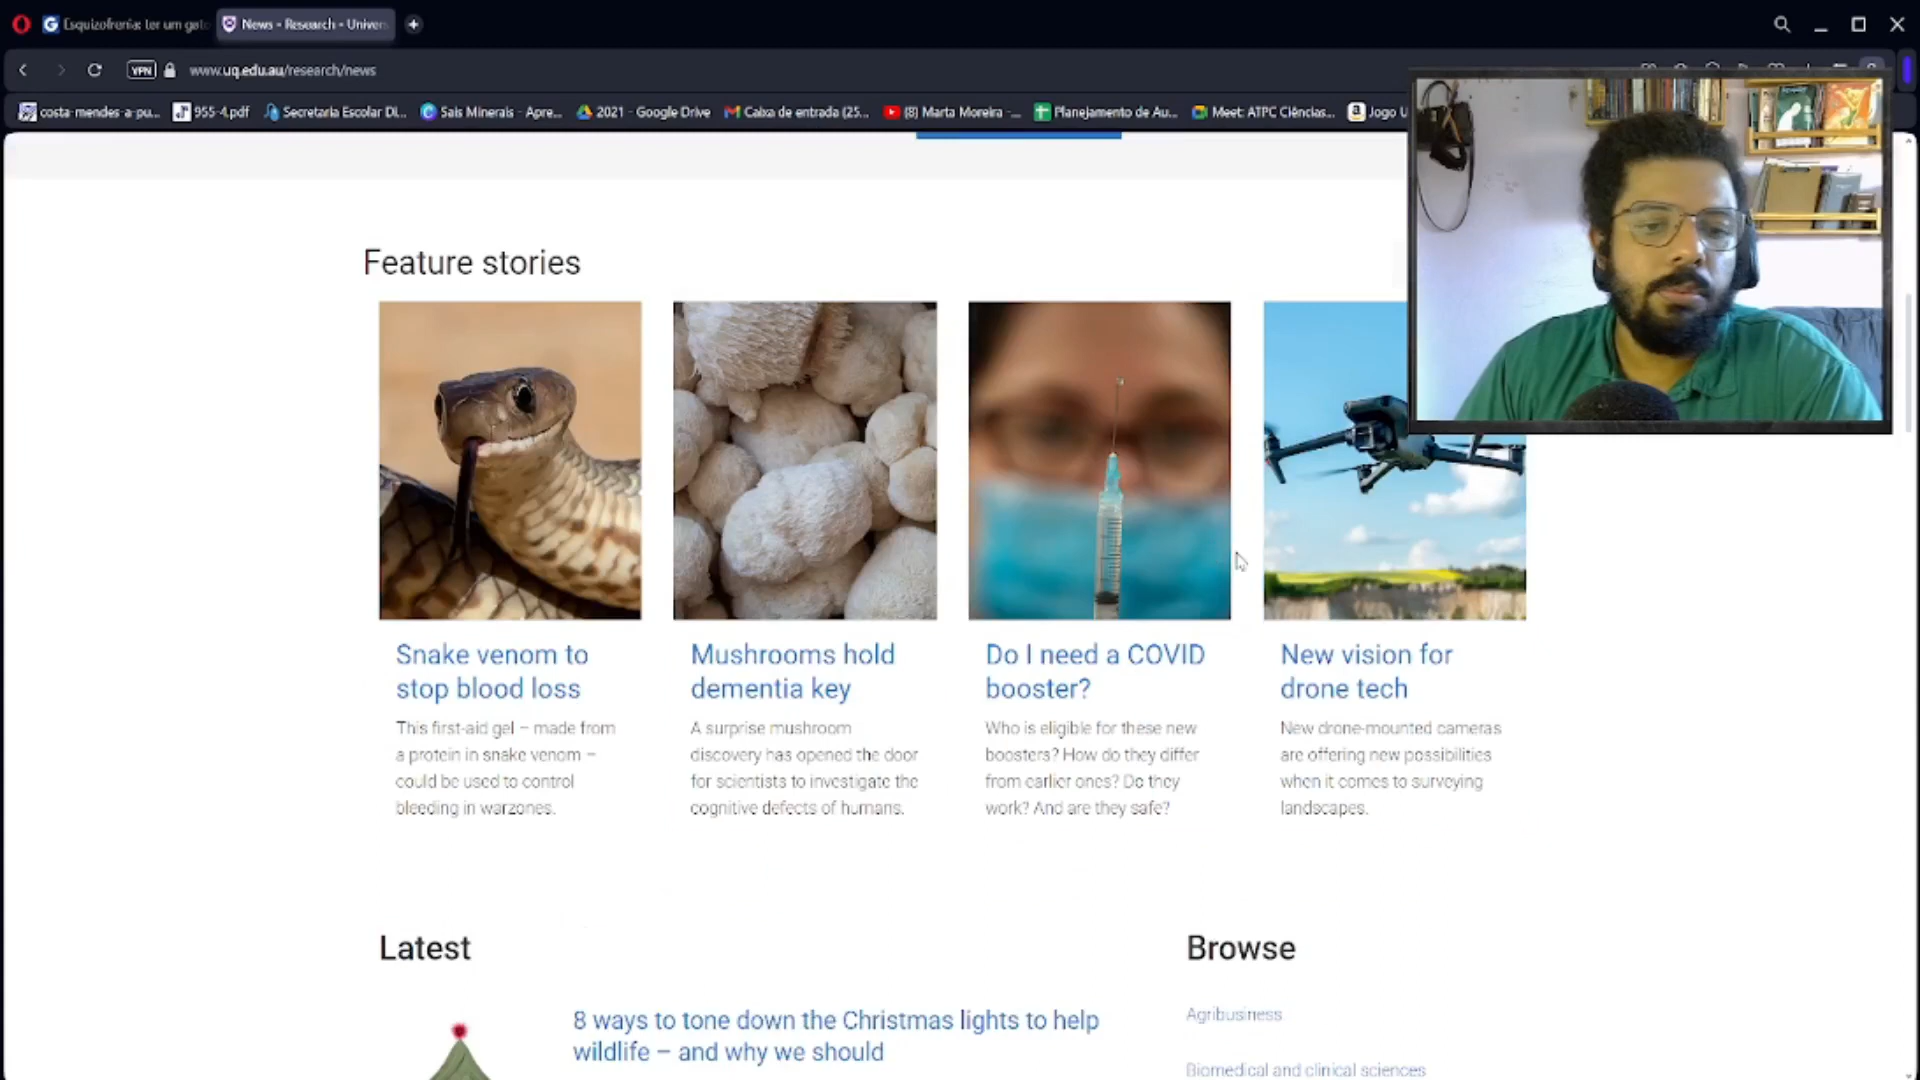 Esquizofrenia: ter um gato
News - Research - Univer
VPN
www.uq.edu.au/research/news
costa-mendes-a-pu...
955-4.pdf
Secretaria Escolar Di...
Sais Minerais - Apre...
2021 - Google Drive
Caixa de entrada (25...
(8) Marta Moreira -...
Planejamento de Au...
Meet: ATPC Ciências...
Jogo U
Feature stories
Snake venom to
stop blood loss
This first-aid gel – made from
a protein in snake venom –
could be used to control
bleeding in warzones.
Mushrooms hold
dementia key
A surprise mushroom
discovery has opened the door
for scientists to investigate the
cognitive defects of humans.
Do I need a COVID
booster?
Who is eligible for these new
boosters? How do they differ
from earlier ones? Do they
work? And are they safe?
New vision for
drone tech
New drone-mounted cameras
are offering new possibilities
when it comes to surveying
landscapes.
Latest
8 ways to tone down the Christmas lights to help
wildlife – and why we should
Browse
Agribusiness
Biomedical and clinical sciences